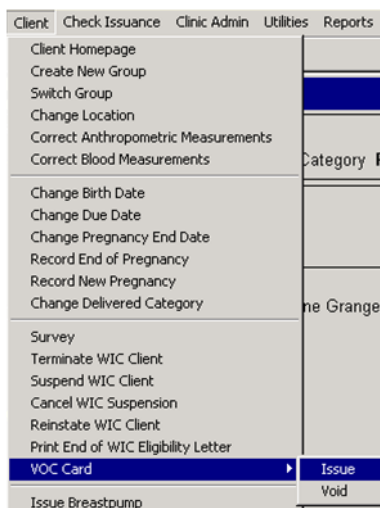 Client Check Issuance Clinic Admin Utilities Reports
Client Homepage
Create New Group
Switch Group
Change Location
Correct Anthropometric Measurements
Correct Blood Measurements
Category
Change Birth Date
Change Due Date
Change Pregnancy End Date
Record End of Pregnancy
Record New Pregnancy
Change Delivered Category
ne Grange
Survey
Terminate WIC Client
Suspend WIC Client
Cancel WIC Suspension
Reinstate WIC Client
Print End of WIC Eligibility Letter
VOC Card Issue
Void
Issue Breastpump